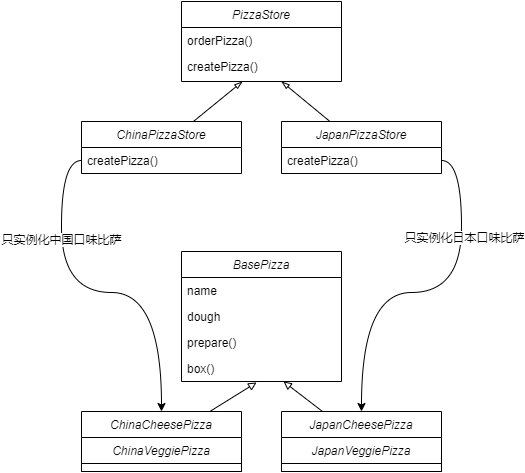 PizzaStore
orderPizza()
createPizza()
ChinaPizzaStore
createPizza()
JapanPizzaStore
createPizza()
只实例化中国口味比萨
只实例化日本口味比萨
BasePizza
name
dough
prepare()
box()
ChinaCheesePizza
ChinaVeggiePizza
JapanCheesePizza
JapanVeggiePizza